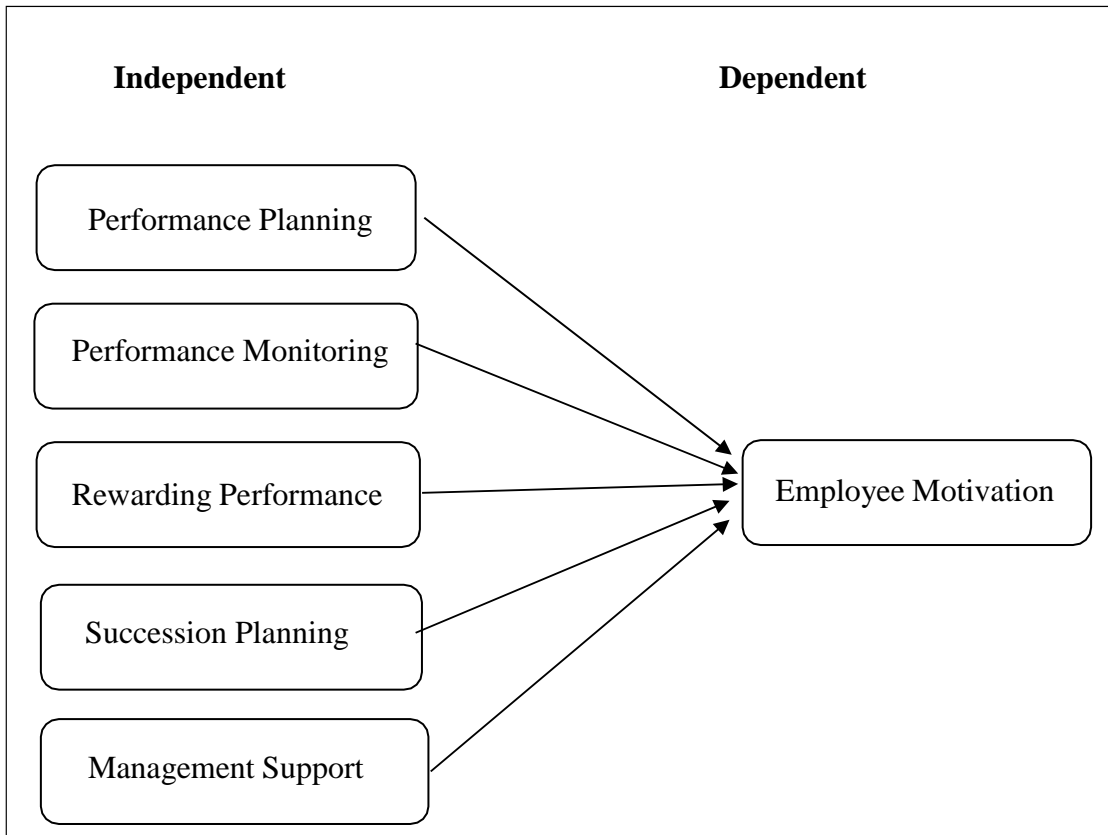 Independent
Dependent
Performance Planning
Performance Monitoring
Rewarding Performance
Employee Motivation
Succession Planning
Management Support